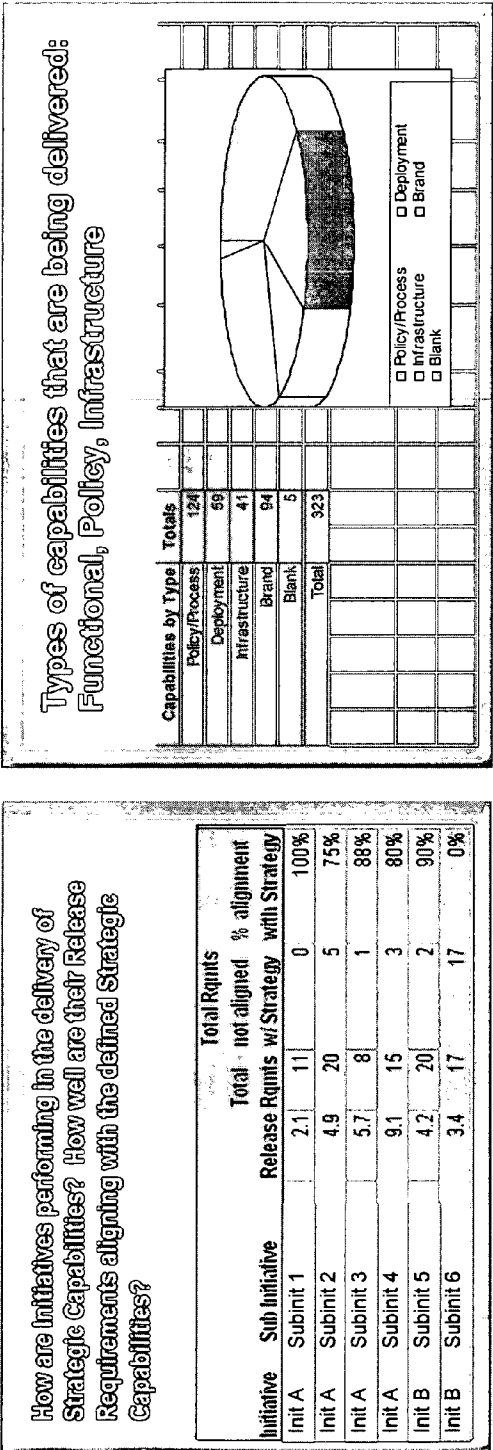 How are Initiatives performing in the delivery of
Strategic Capabilities? How well are their Release
Requirements aligning with the defined Strategic
Capabilities?
Total Rqmts
Total not aligned % alignment
Initiative Sub Initiative Release Rqmts w/ Strategy with Strategy
Init A Subinit 1 2.1 11 0 100%
Init A Subinit 2 4.9 20 5 75%
Init A Subinit 3 5.7 8 1 88%
Init A Subinit 4 9.1 15 3 80%
Init B Subinit 5 4.2 20 2 90%
Init B Subinit 6 3.4 17 17 0%
Types of capabilities that are being delivered:
Functional, Policy, Infrastructure
Capabilities by Type Totals
Policy/Process 124
Deployment 59
Infrastructure 41
Brand 94
Blank 5
Total 323
Policy/Process Deployment
Infrastructure Brand
Blank